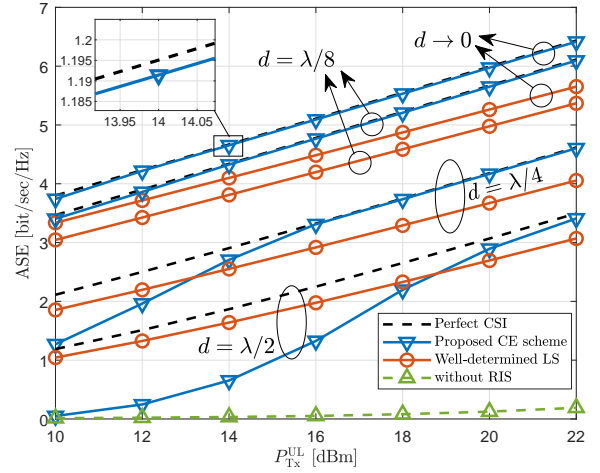 7
6
5
4
3
2
1
0
ASE [bit/sec/Hz]
1.2
1.195
1.19
1.185
13.95 14 14.05
d → 0
d = λ/8
d = λ/4
d = λ/2
Perfect CSI
Proposed CE scheme
Well-determined LS
without RIS
10 12 14 16 18 20 22
P_Tx^UL [dBm]